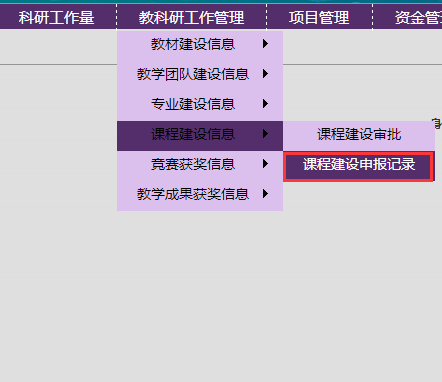 科研工作量 教科研工作管理 项目管理 资金管
教材建设信息
教学团队建设信息
专业建设信息
课程建设信息 课程建设审批
竟赛获奖信息 课程建设申报记录
教学成果获奖信息